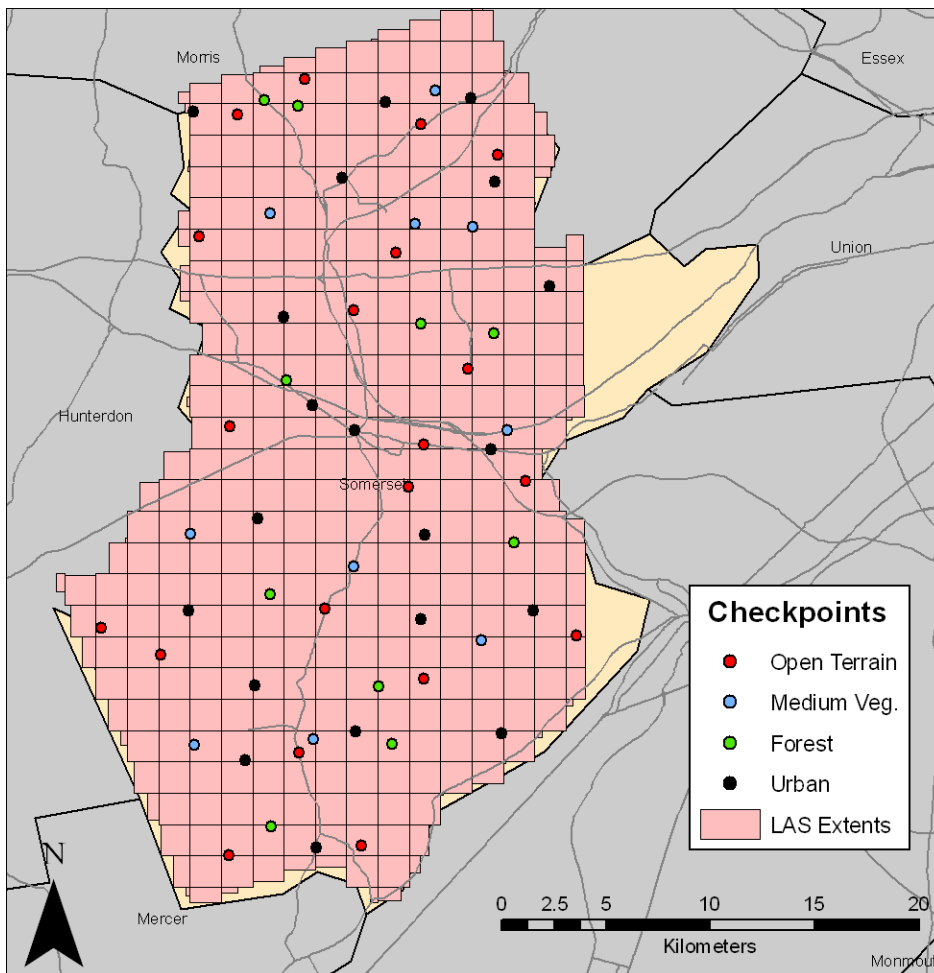 Morris
Essex
Union
Hunterdon
Somerset
Checkpoints
Open Terrain
Medium Veg.
Forest
Urban
LAS Extents
N
0 2.5 5 10 15 20
Kilometers
Mercer
Monmout